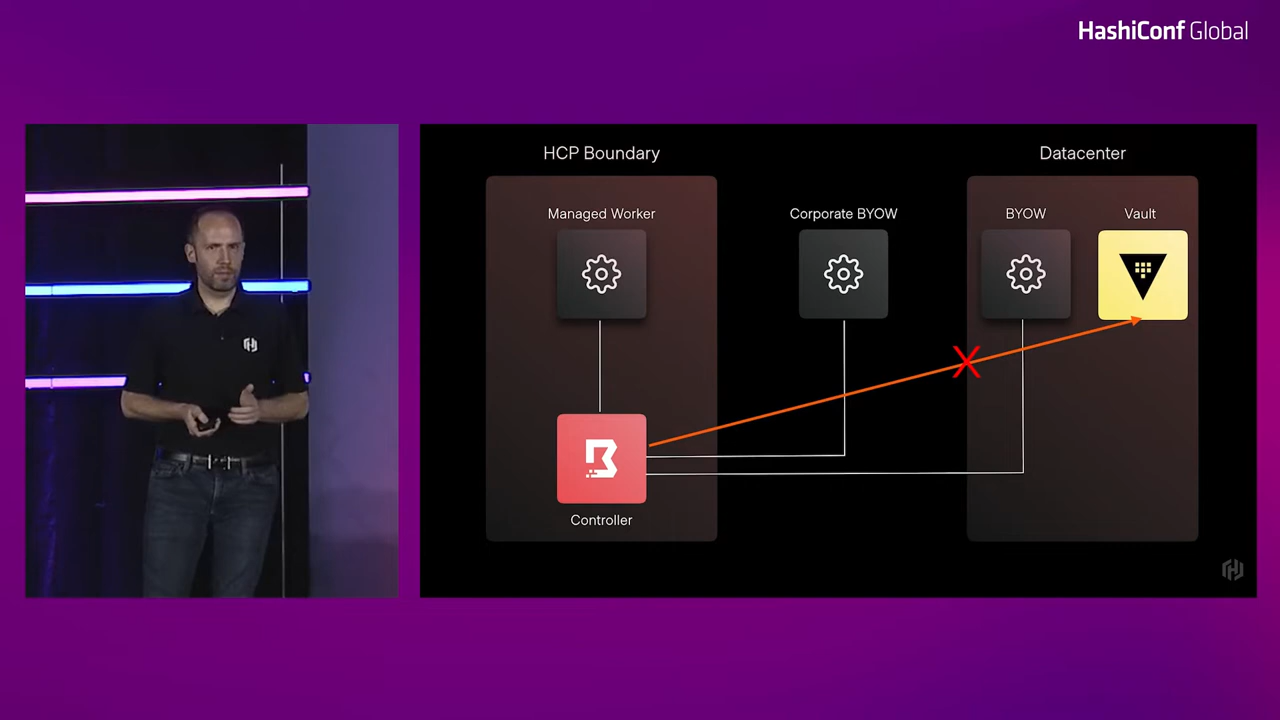 HashiConf Global
HCP Boundary
Datacenter
Managed Worker
Corporate BYOW
BYOW
Vault
Controller